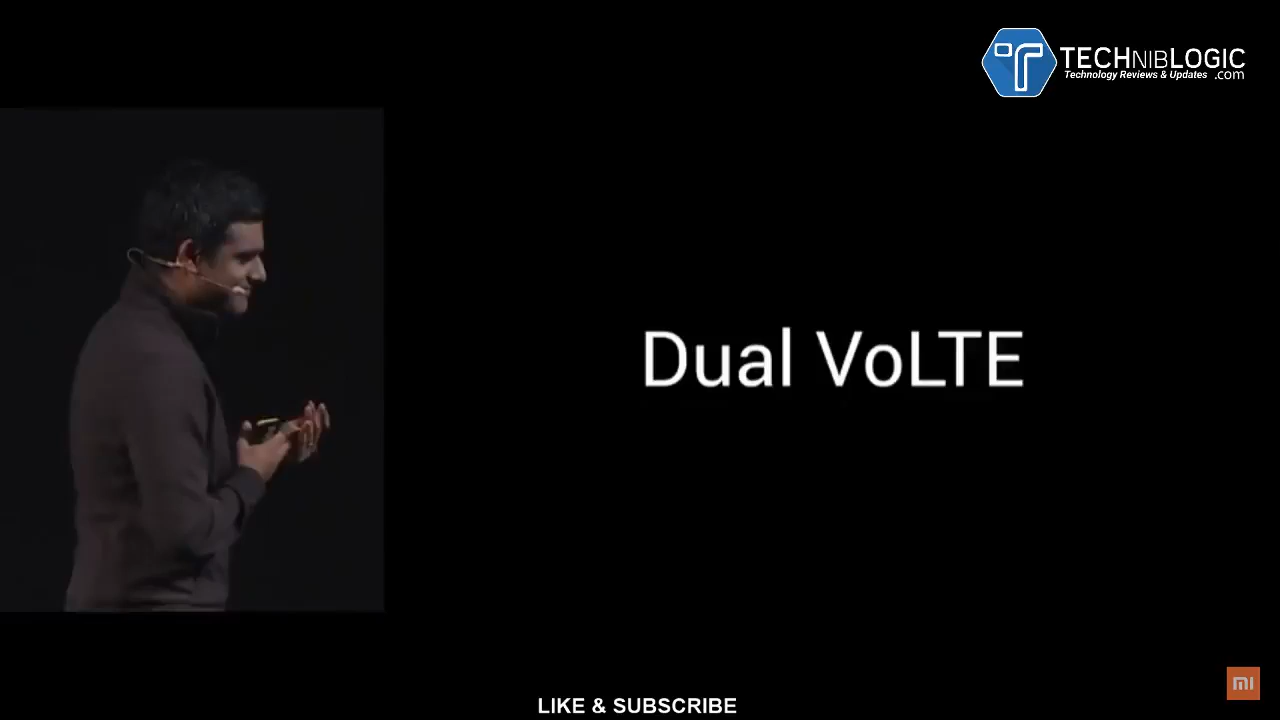 TECHNIBLOGIC
Technology Reviews & Updates .com
Dual VoLTE
MI
LIKE & SUBSCRIBE